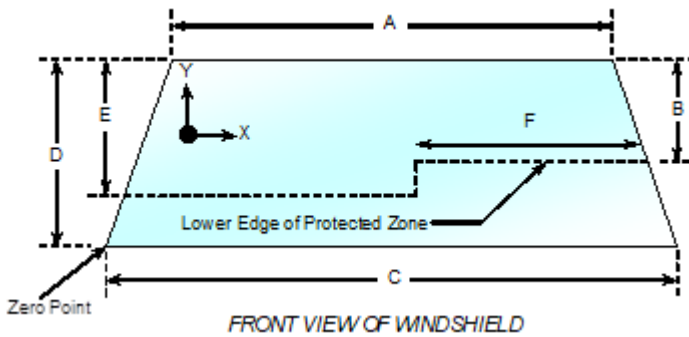 A
Y
B
E
F
X
D
Lower Edge of Protected Zone
C
Zero Point
FRONT VIEW OF WINDSHIELD